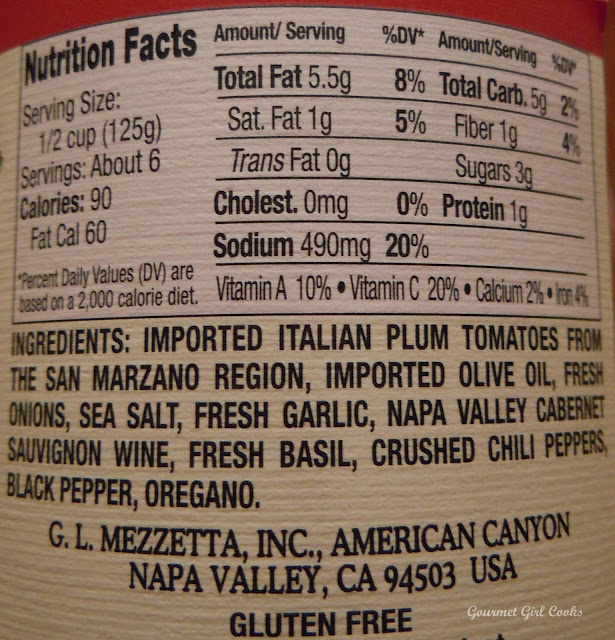 Nutrition Facts
Serving Size:
1/2 cup (125g)
Servings: About 6
Calories: 90
Fat Cal 60
*Percent Daily Values (DV) are
based on a 2,000 calorie diet.
Amount/ Serving %DV* Amount/Serving %DV*
Total Fat 5.5g 8% Total Carb. 5g 2%
Sat. Fat 1g 5% Fiber 1g 4%
Trans Fat 0g Sugars 3g
Cholest. 0mg 0% Protein 1g
Sodium 490mg 20%
Vitamin A 10% • Vitamin C 20% • Calcium 2% • Iron 4%
INGREDIENTS: IMPORTED ITALIAN PLUM TOMATOES FROM
THE SAN MARZANO REGION, IMPORTED OLIVE OIL, FRESH
ONIONS, SEA SALT, FRESH GARLIC, NAPA VALLEY CABERNET
SAUVIGNON WINE, FRESH BASIL, CRUSHED CHILI PEPPERS,
BLACK PEPPER, OREGANO.
G. L. MEZZETTA, INC., AMERICAN CANYON
NAPA VALLEY, CA 94503 USA
GLUTEN FREE
Gourmet Girl Cooks